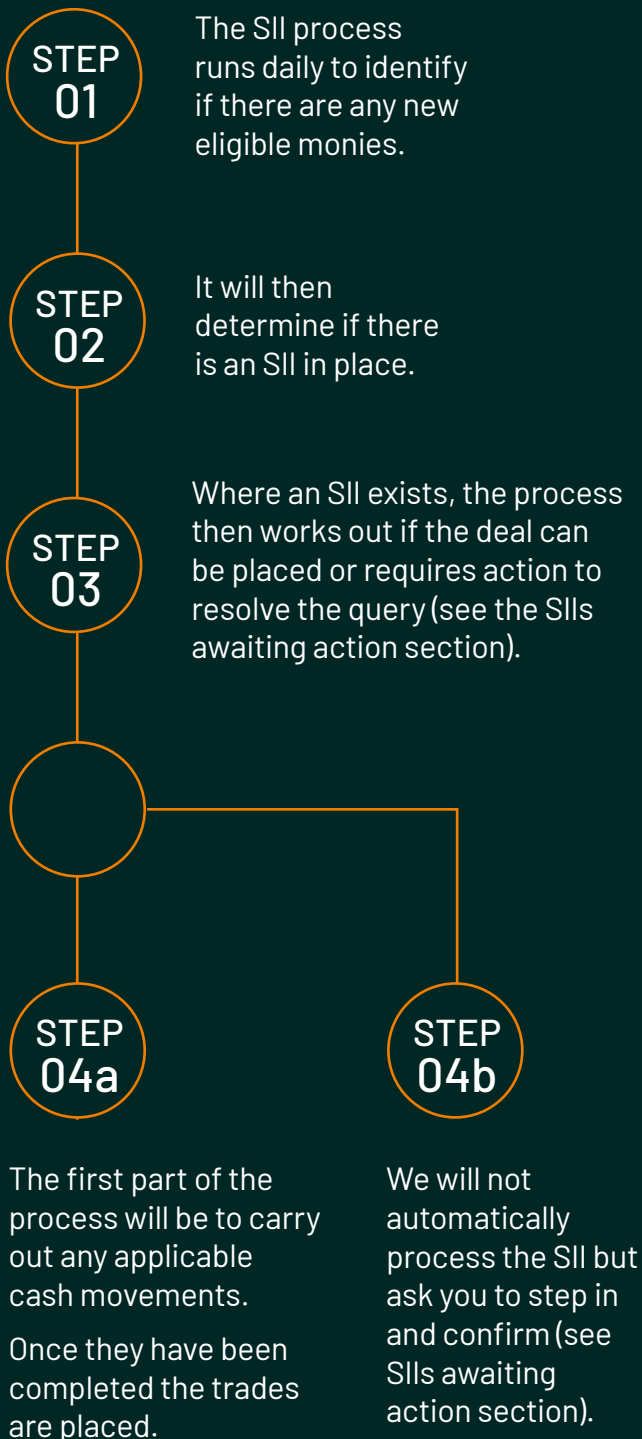 STEP
01
The SII process
runs daily to identify
if there are any new
eligible monies.
STEP
02
It will then
determine if there
is an SII in place.
STEP
03
Where an SII exists, the process
then works out if the deal can
be placed or requires action to
resolve the query (see the SIIs
awaiting action section).
STEP
04a
The first part of the
process will be to carry
out any applicable
cash movements.
Once they have been
completed the trades
are placed.
STEP
04b
We will not
automatically
process the SII but
ask you to step in
and confirm (see
SIIs awaiting
action section).